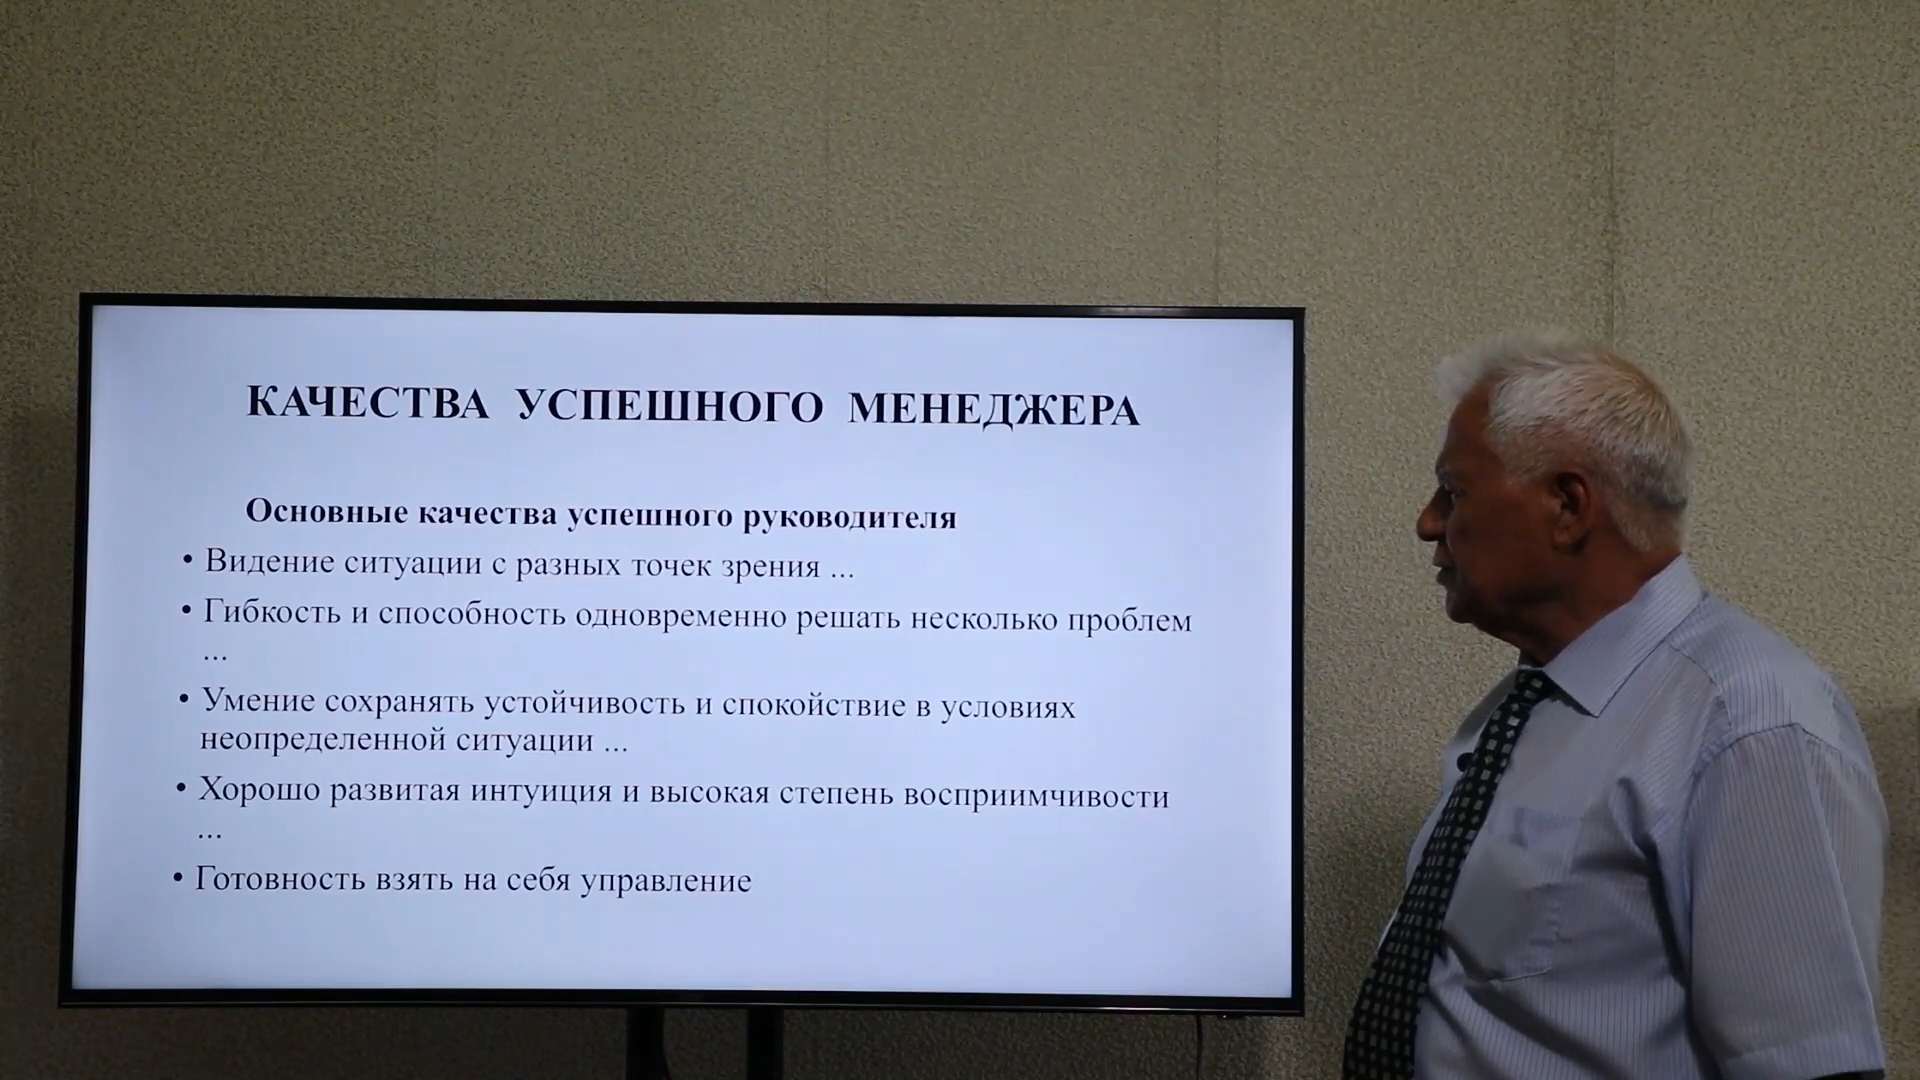 КАЧЕСТВА УСПЕШНОГО МЕНЕДЖЕРА
Основные качества успешного руководителя
• Видение ситуации с разных точек зрения ...
• Гибкость и способность одновременно решать несколько проблем
...
• Умение сохранять устойчивость и спокойствие в условиях
неопределенной ситуации ...
• Хорошо развитая интуиция и высокая степень восприимчивости
...
• Готовность взять на себя управление